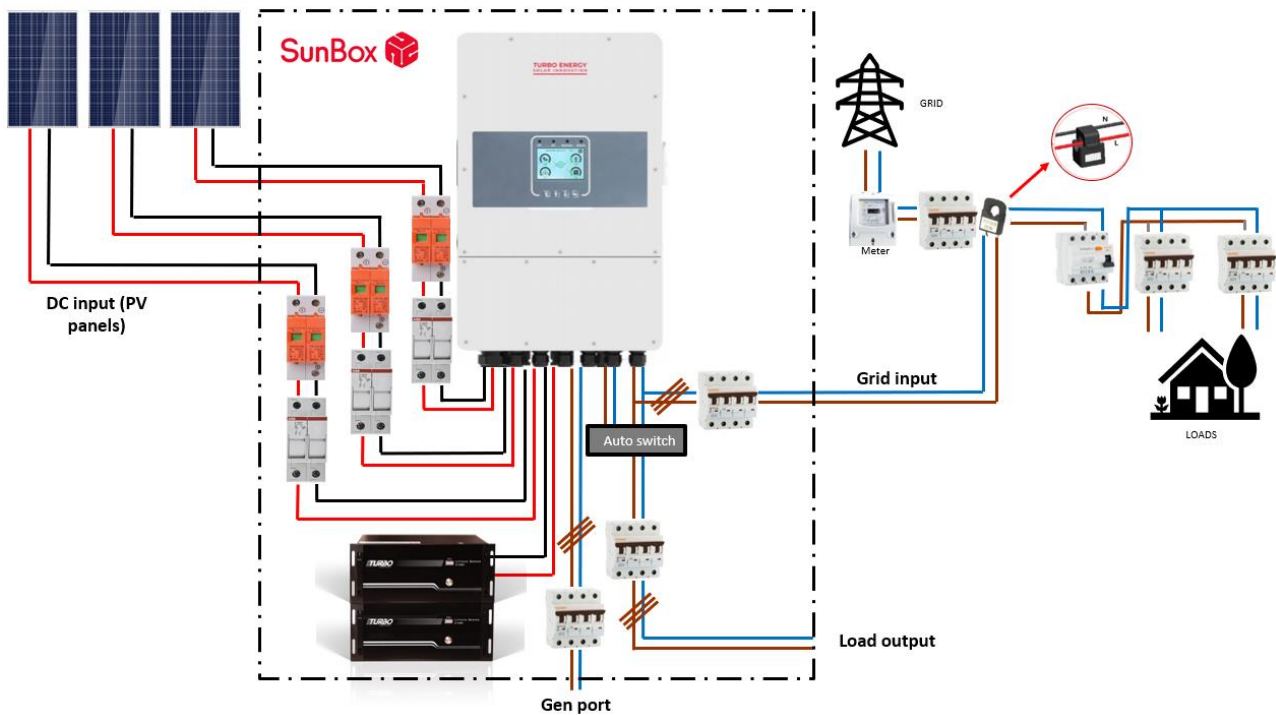 SunBox
TURBO ENERGY
SOLAR INNOVATION
GRID
N
L
Meter
DC input (PV
panels)
Grid input
Auto switch
LOADS
TURBO
TURBO
Load output
Gen port